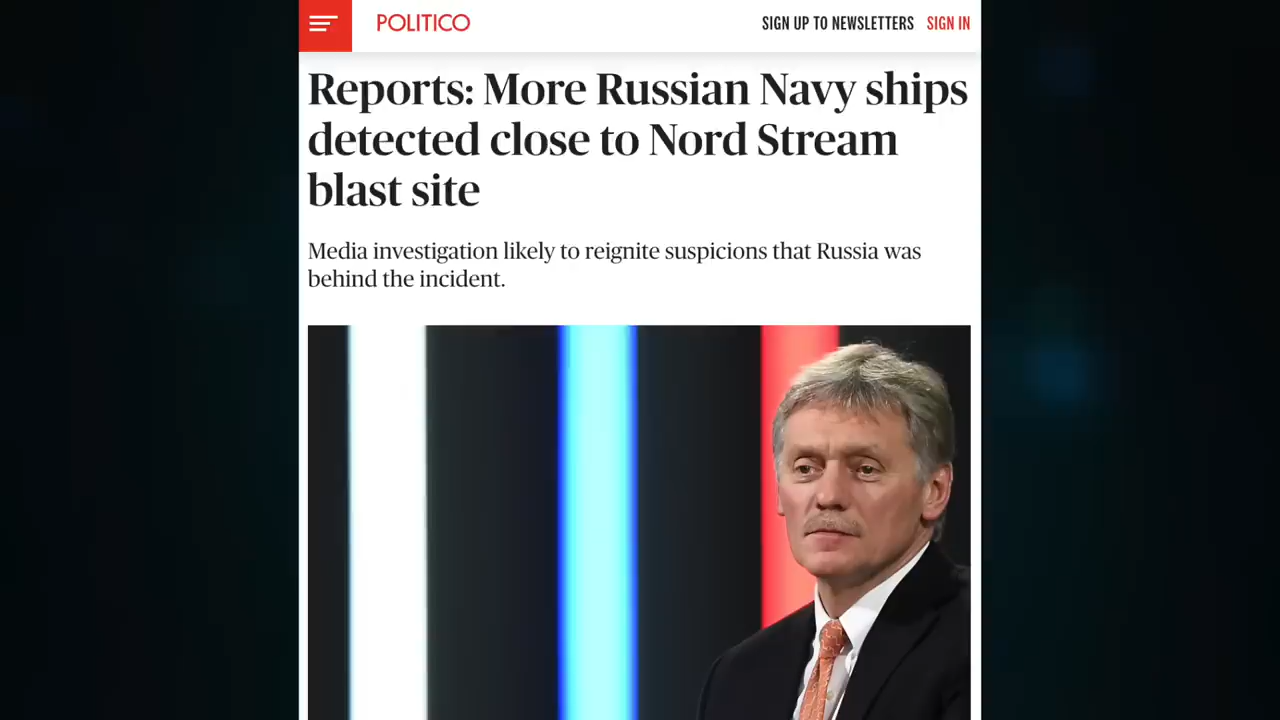 POLITICO
SIGN UP TO NEWSLETTERS SIGN IN
Reports: More Russian Navy ships
detected close to Nord Stream
blast site
Media investigation likely to reignite suspicions that Russia was
behind the incident.